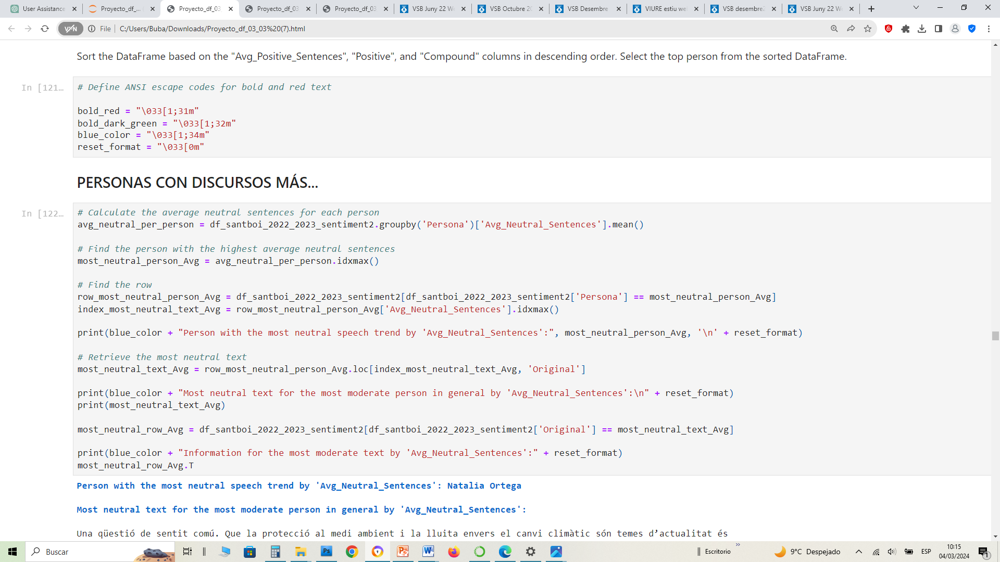 User Assistance
Proyecto_df_... (
Proyecto_df_03
Proyecto_df_03
Proyecto_df_03
VSB Juny 22 We
VSB Octubre 20
VSB Desembre
VIURE estiu we
VSB desembre2
VSB Juny 22 We
VPN
File
C:/Users/Buba/Downloads/Proyecto_df_03_03%20(7).html
Sort the DataFrame based on the "Avg_Positive_Sentences", "Positive", and "Compound" columns in descending order. Select the top person from the sorted DataFrame.
In [121…
# Define ANSI escape codes for bold and red text
bold_red = "\033[1;31m"
bold_dark_green = "\033[1;32m"
blue_color = "\033[1;34m"
reset_format = "\033[0m"
PERSONAS CON DISCURSOS MÁS...
In [122…
# Calculate the average neutral sentences for each person
avg_neutral_per_person = df_santboi_2022_2023_sentiment2.groupby('Persona')['Avg_Neutral_Sentences'].mean()
# Find the person with the highest average neutral sentences
most_neutral_person_Avg = avg_neutral_per_person.idxmax()
# Find the row
row_most_neutral_person_Avg = df_santboi_2022_2023_sentiment2[df_santboi_2022_2023_sentiment2['Persona'] == most_neutral_person_Avg]
index_most_neutral_text_Avg = row_most_neutral_person_Avg['Avg_Neutral_Sentences'].idxmax()
print(blue_color + "Person with the most neutral speech trend by 'Avg_Neutral_Sentences':", most_neutral_person_Avg, '\n' + reset_format)
# Retrieve the most neutral text
most_neutral_text_Avg = row_most_neutral_person_Avg.loc[index_most_neutral_text_Avg, 'Original']
print(blue_color + "Most neutral text for the most moderate person in general by 'Avg_Neutral_Sentences':\n" + reset_format)
print(most_neutral_text_Avg)
most_neutral_row_Avg = df_santboi_2022_2023_sentiment2[df_santboi_2022_2023_sentiment2['Original'] == most_neutral_text_Avg]
print(blue_color + "Information for the most moderate text by 'Avg_Neutral_Sentences':" + reset_format)
most_neutral_row_Avg.T
Person with the most neutral speech trend by 'Avg_Neutral_Sentences': Natalia Ortega
Most neutral text for the most moderate person in general by 'Avg_Neutral_Sentences':
Una qüestió de sentit comú. Que la protecció al medi ambient i la lluita envers el canvi climàtic són temes d’actualitat és
Buscar
Escritorio
9°C Despejado
ESP
10:15
04/03/2024
1